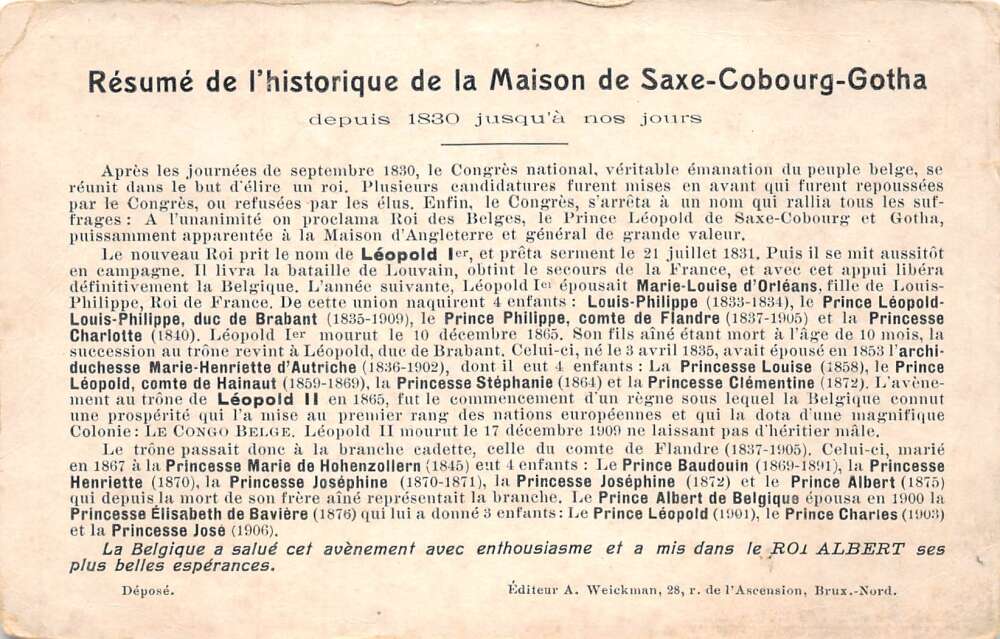 Résumé de l'historique de la Maison de Saxe-Cobourg-Gotha
depuis 1830 jusqu'à nos jours
Après les journées de septembre 1830, le Congrès national, véritable émanation du peuple belge, se
réunit dans le but d'élire un roi. Plusieurs candidatures furent mises en avant qui furent repoussées
par le Congrès, ou refusées par les élus. Enfin, le Congrès, s'arrêta à un nom qui rallia tous les suf-
frages : A l'unanimité on proclama Roi des Belges, le Prince Léopold de Saxe-Cobourg et Gotha,
puissamment apparentée à la Maison d'Angleterre et général de grande valeur.
Le nouveau Roi prit le nom de Léopold Ier, et prêta serment le 21 juillet 1831. Puis il se mit aussitôt
en campagne. Il livra la bataille de Louvain, obtint le secours de la France, et avec cet appui libéra
définitivement la Belgique. L'année suivante, Léopold Ier épousait Marie-Louise d'Orléans, fille de Louis-
Philippe, Roi de France. De cette union naquirent 4 enfants : Louis-Philippe (1833-1834), le Prince Léopold-
Louis-Philippe, duc de Brabant (1835-1909), le Prince Philippe, comte de Flandre (1837-1905) et la Princesse
Charlotte (1840). Léopold Ier mourut le 10 décembre 1865. Son fils aîné étant mort à l'âge de 10 mois, la
succession au trône revint à Léopold, duc de Brabant. Celui-ci, né le 3 avril 1835, avait épousé en 1853 l'archi-
duchesse Marie-Henriette d'Autriche (1836-1902), dont il eut 4 enfants : La Princesse Louise (1858), le Prince
Léopold, comte de Hainaut (1859-1869), la Princesse Stéphanie (1864) et la Princesse Clémentine (1872). L'avène-
ment au trône de Léopold II en 1865, fut le commencement d'un règne sous lequel la Belgique connut
une prospérité qui l'a mise au premier rang des nations européennes et qui la dota d'une magnifique
Colonie : LE CONGO BELGE. Léopold II mourut le 17 décembre 1909 ne laissant pas d'héritier mâle.
Le trône passait donc à la branche cadette, celle du comte de Flandre (1837-1905). Celui-ci, marié
en 1867 à la Princesse Marie de Hohenzollern (1845) eut 4 enfants : Le Prince Baudouin (1869-1891), la Princesse
Henriette (1870), la Princesse Joséphine (1870-1871), la Princesse Joséphine (1872) et le Prince Albert (1875)
qui depuis la mort de son frère aîné représentait la branche. Le Prince Albert de Belgique épousa en 1900 la
Princesse Élisabeth de Bavière (1876) qui lui a donné 3 enfants : Le Prince Léopold (1901), le Prince Charles (1903)
et la Princesse José (1906).
La Belgique a salué cet avènement avec enthousiasme et a mis dans le ROI ALBERT ses
plus belles espérances.
Déposé.
Éditeur A. Weickman, 28, r. de l'Ascension, Brux.-Nord.